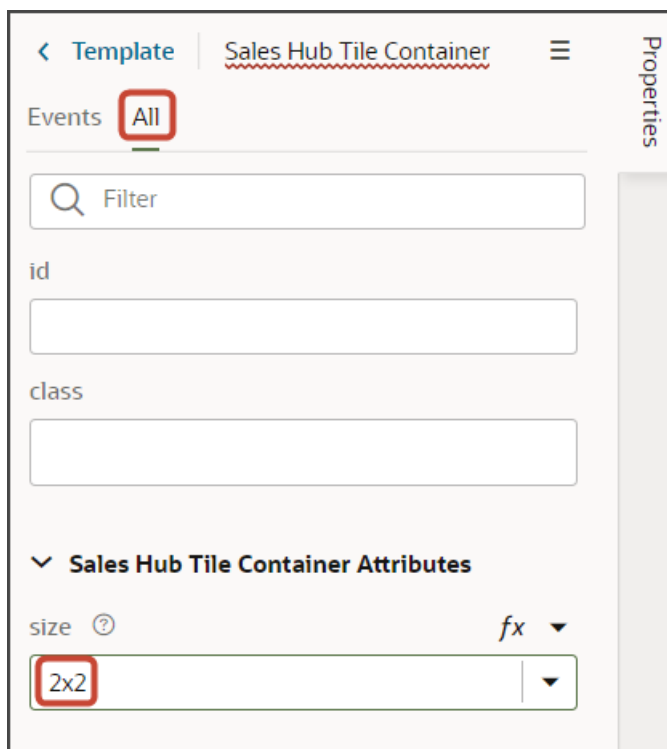 Template Sales Hub Tile Container
Properties
Events All
Filter
id
class
Sales Hub Tile Container Attributes
size ? fx
2x2